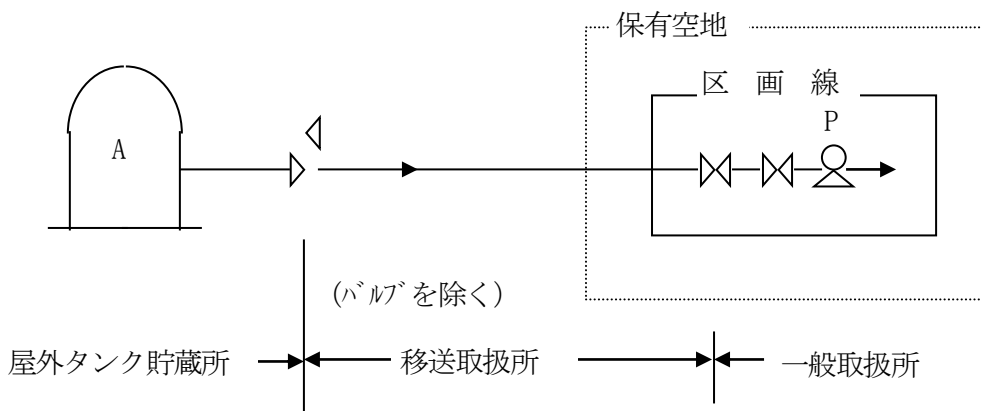 保有空地
区　画　線
P
A
(ﾊﾞﾙﾌﾞを除く)
屋外タンク貯蔵所
移送取扱所
一般取扱所